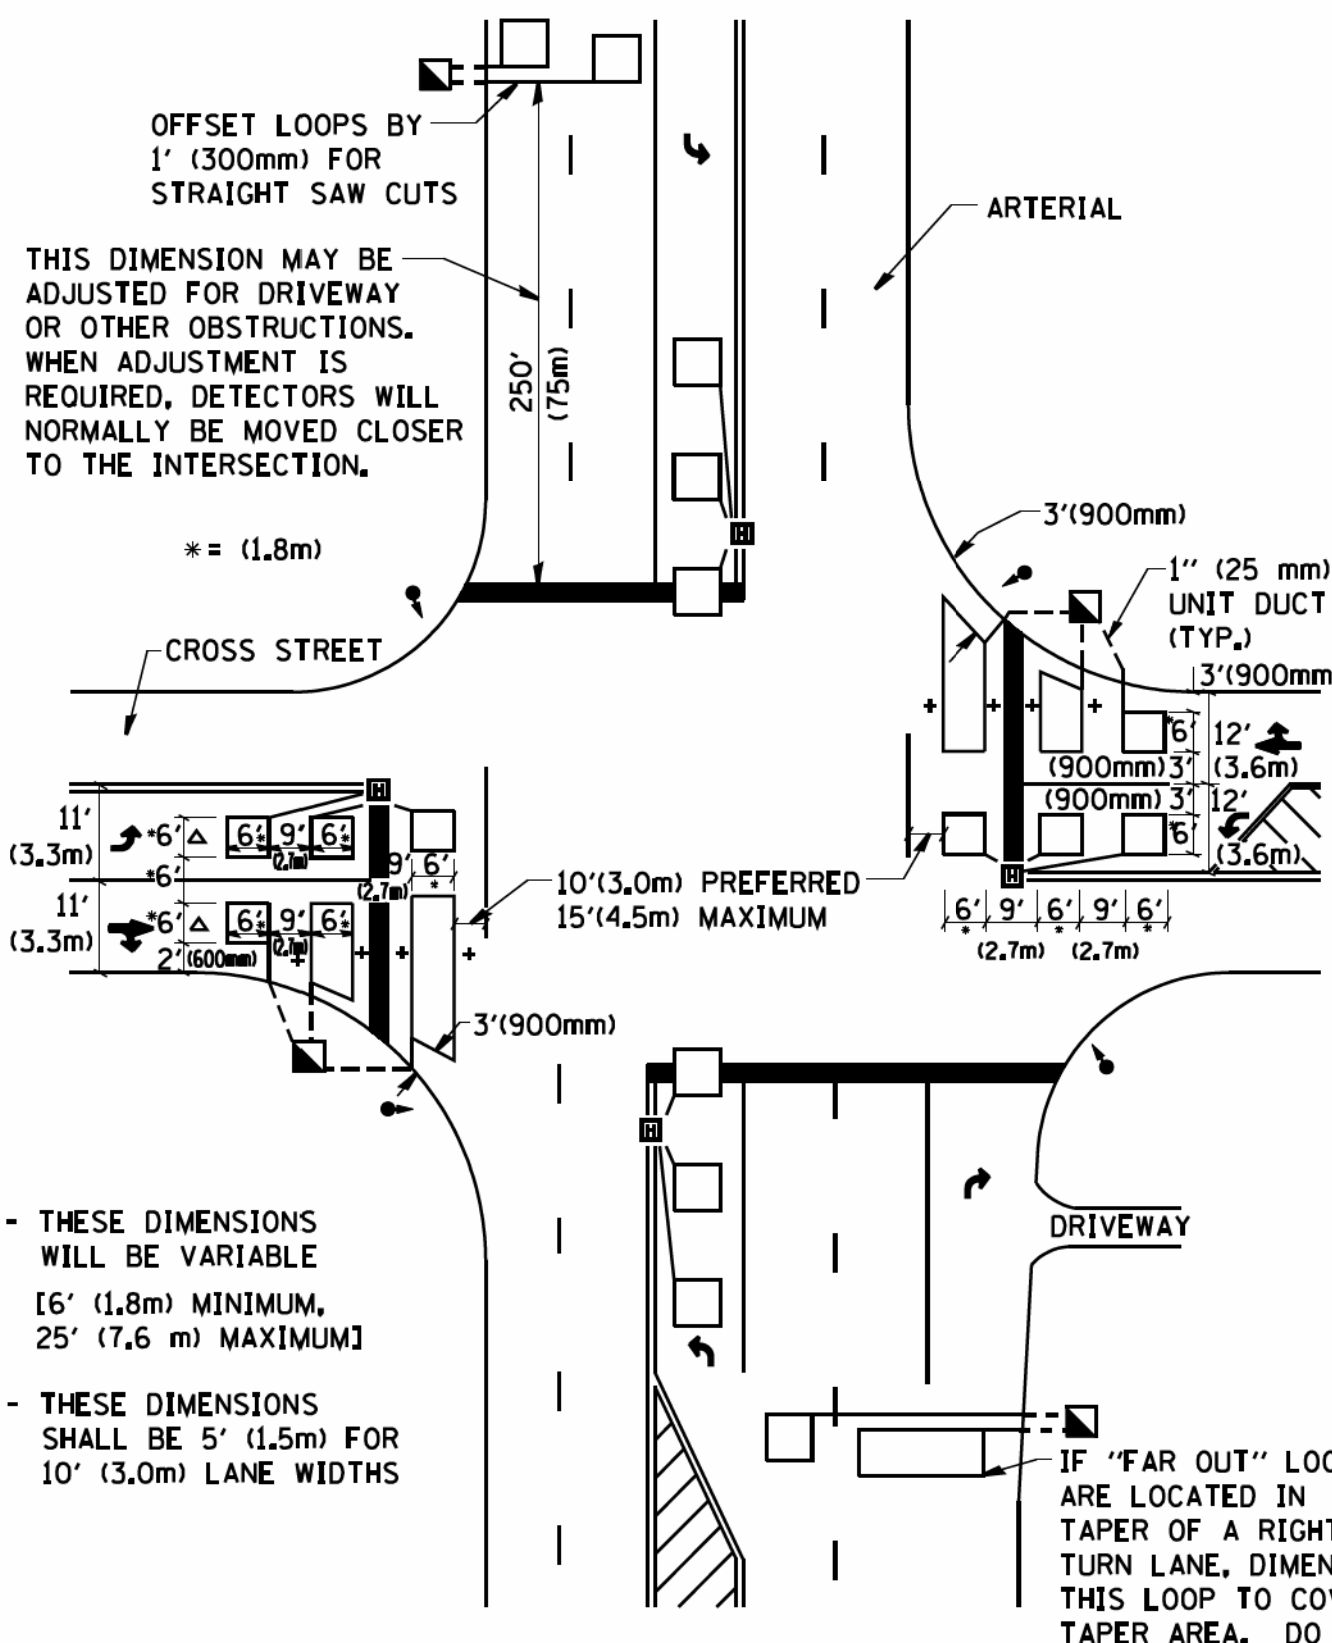 OFFSET LOOPS BY
1' (300mm) FOR
STRAIGHT SAW CUTS
ARTERIAL
THIS DIMENSION MAY BE
ADJUSTED FOR DRIVEWAY
OR OTHER OBSTRUCTIONS.
WHEN ADJUSTMENT IS
REQUIRED, DETECTORS WILL
NORMALLY BE MOVED CLOSER
TO THE INTERSECTION.
250'
(75m)
* = (1.8m)
3'(900mm)
1" (25 mm)
UNIT DUCT
(TYP.)
CROSS STREET
3'(900mm
+ + + +
*6' 12'
(900mm) 3' (3.6m)
(900mm) 3' 12'
*6'
(3.6m)
H
11'
(3.3m)
*6' △ 6'* 9' 6'*
(2.7m)
*6'
9' 6'
(2.7m) *
11'
(3.3m)
*6' △ 6'* 9' 6'*
(2.7m)
2' (600mm)
+ + + +
10'(3.0m) PREFERRED
15'(4.5m) MAXIMUM
H
6' 9' 6' 9' 6'
* (2.7m) * (2.7m) *
3'(900mm)
H
H
DRIVEWAY
- THESE DIMENSIONS
WILL BE VARIABLE
[6' (1.8m) MINIMUM,
25' (7.6 m) MAXIMUM]
- THESE DIMENSIONS
SHALL BE 5' (1.5m) FOR
10' (3.0m) LANE WIDTHS
IF "FAR OUT" LOO
ARE LOCATED IN
TAPER OF A RIGHT
TURN LANE, DIMEN
THIS LOOP TO CO
TAPER AREA. DO